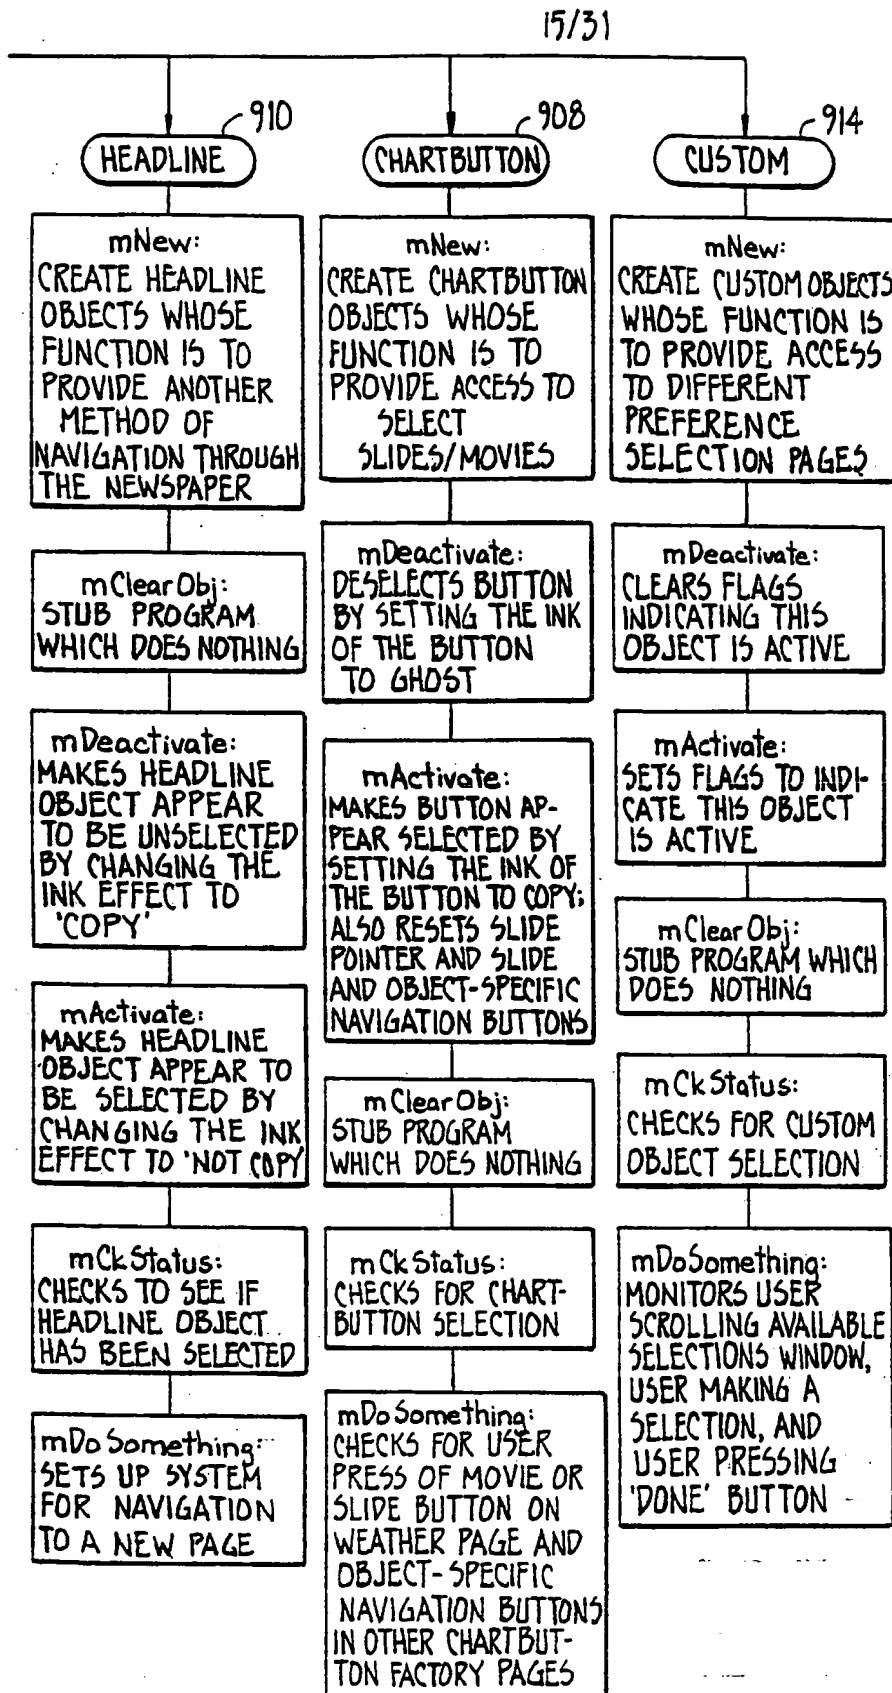 15/31
910
HEADLINE
mNew:
CREATE HEADLINE
OBJECTS WHOSE
FUNCTION IS TO
PROVIDE ANOTHER
METHOD OF
NAVIGATION THROUGH
THE NEWSPAPER
mClearObj:
STUB PROGRAM
WHICH DOES NOTHING
mDeactivate:
MAKES HEADLINE
OBJECT APPEAR
TO BE UNSELECTED
BY CHANGING THE
INK EFFECT TO
'COPY'
mActivate:
MAKES HEADLINE
OBJECT APPEAR TO
BE SELECTED BY
CHANGING THE INK
EFFECT TO 'NOT COPY
mCkStatus:
CHECKS TO SEE IF
HEADLINE OBJECT
HAS BEEN SELECTED
mDoSomething:
SETS UP SYSTEM
FOR NAVIGATION
TO A NEW PAGE
908
CHARTBUTTON
mNew:
CREATE CHARTBUTTON
OBJECTS WHOSE
FUNCTION IS TO
PROVIDE ACCESS TO
SELECT
SLIDES/MOVIES
mDeactivate:
DESELECTS BUTTON
BY SETTING THE INK
OF THE BUTTON
TO GHOST
mActivate:
MAKES BUTTON AP-
PEAR SELECTED BY
SETTING THE INK OF
THE BUTTON TO COPY;
ALSO RESETS SLIDE
POINTER AND SLIDE
AND OBJECT-SPECIFIC
NAVIGATION BUTTONS
mClearObj:
STUB PROGRAM
WHICH DOES NOTHING
mCkStatus:
CHECKS FOR CHART-
BUTTON SELECTION
mDoSomething:
CHECKS FOR USER
PRESS OF MOVIE OR
SLIDE BUTTON ON
WEATHER PAGE AND
OBJECT-SPECIFIC
NAVIGATION BUTTONS
IN OTHER CHARTBUT-
TON FACTORY PAGES
914
CUSTOM
mNew:
CREATE CUSTOM OBJECTS
WHOSE FUNCTION IS
TO PROVIDE ACCESS
TO DIFFERENT
PREFERENCE
SELECTION PAGES
mDeactivate:
CLEARS FLAGS
INDICATING THIS
OBJECT IS ACTIVE
mActivate:
SETS FLAGS TO INDI-
CATE THIS OBJECT
IS ACTIVE
mClearObj:
STUB PROGRAM WHICH
DOES NOTHING
mCkStatus:
CHECKS FOR CUSTOM
OBJECT SELECTION
mDoSomething:
MONITORS USER
SCROLLING AVAILABLE
SELECTIONS WINDOW,
USER MAKING A
SELECTION, AND
USER PRESSING
'DONE' BUTTON